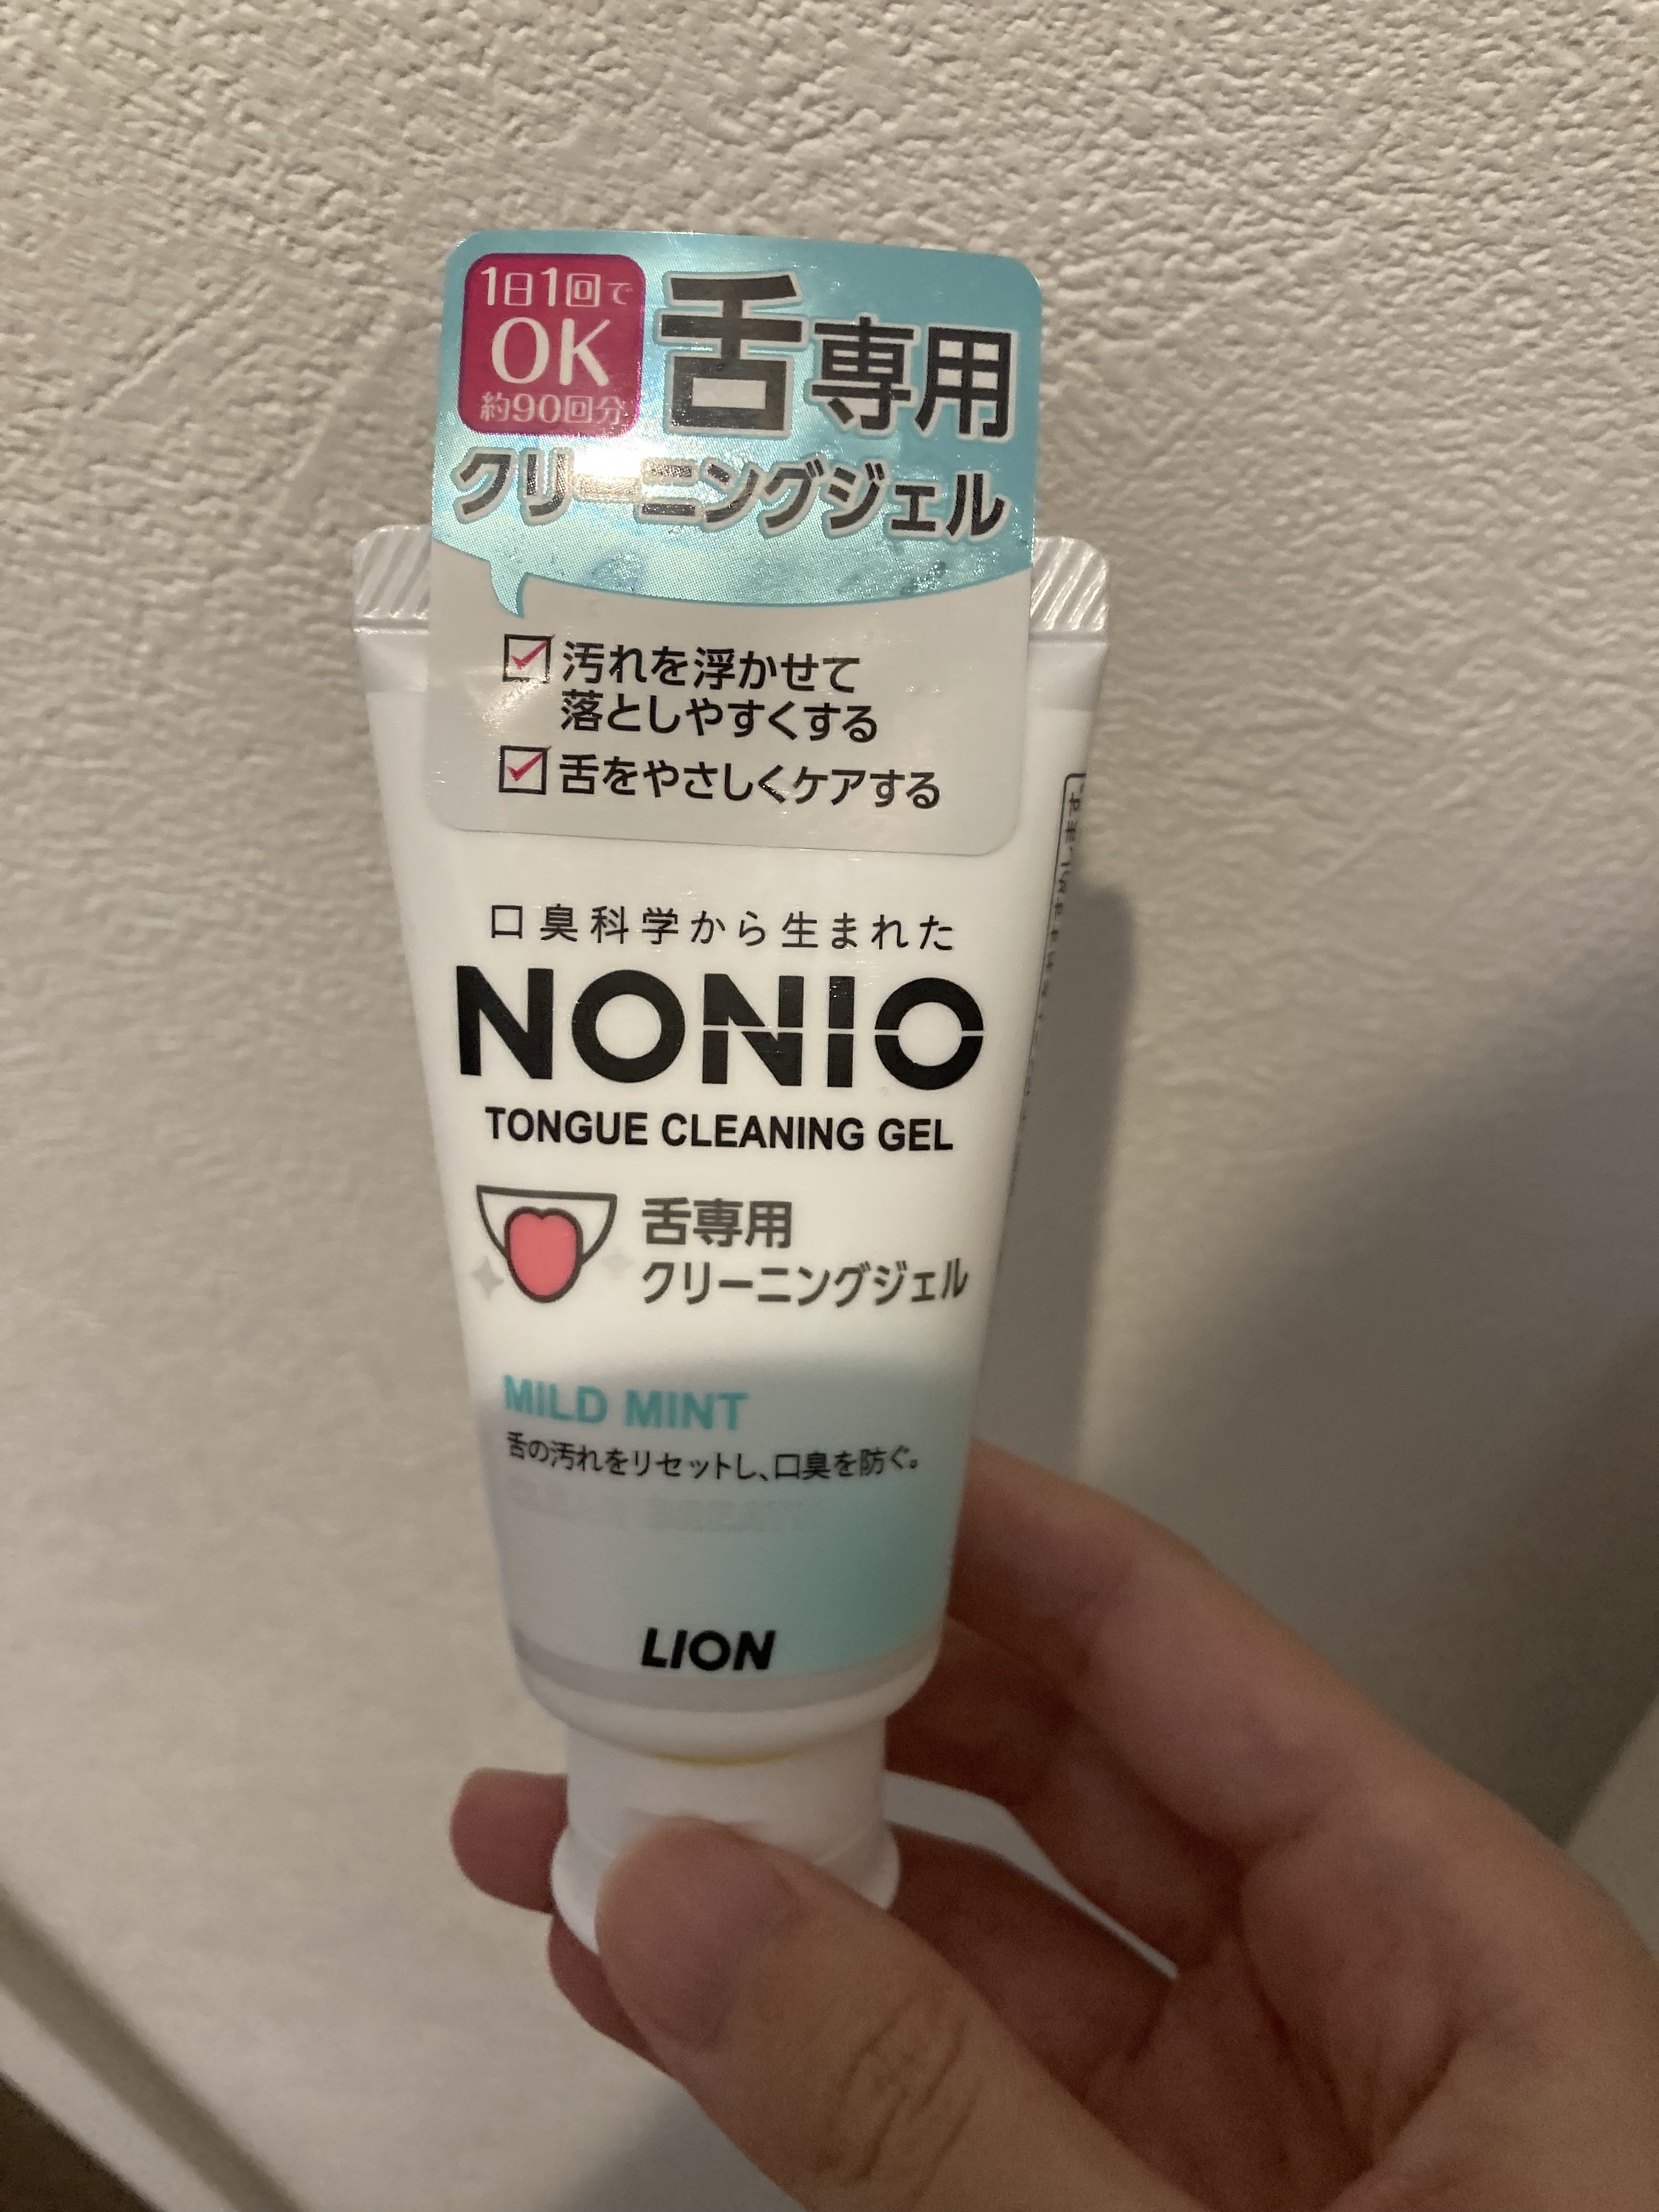 1日1回で
OK
約90回分
舌専用
クリーニングジェル
汚れを浮かせて
落としやすくする
舌をやさしくケアする
口臭科学から生まれた
NONIO
TONGUE CLEANING GEL
舌専用
クリーニングジェル
MILD MINT
舌の汚れをリセットし、口臭を防ぐ。
LION